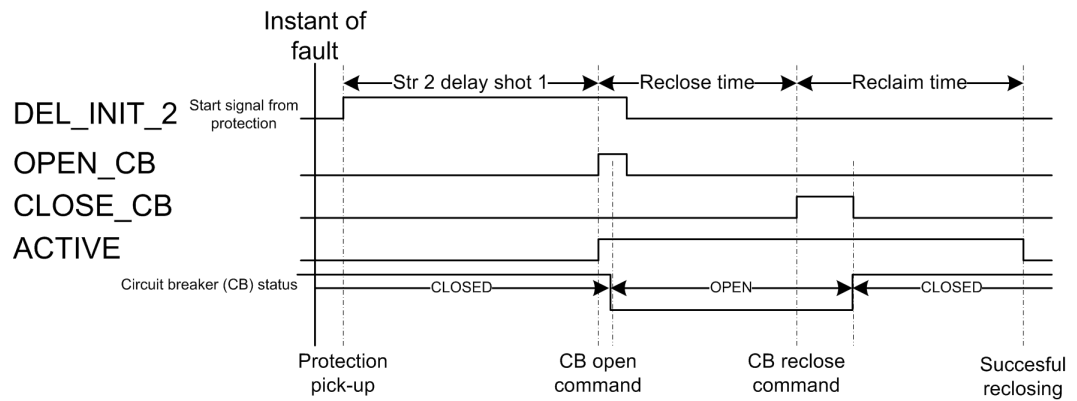 Instant of
fault
Str 2 delay shot 1
Reclose time
Reclaim time
DEL_INIT_2
Start signal from
protection
OPEN_CB
CLOSE_CB
ACTIVE
Circuit breaker (CB) status
CLOSED
OPEN
CLOSED
Protection
pick-up
CB open
command
CB reclose
command
Succesful
reclosing